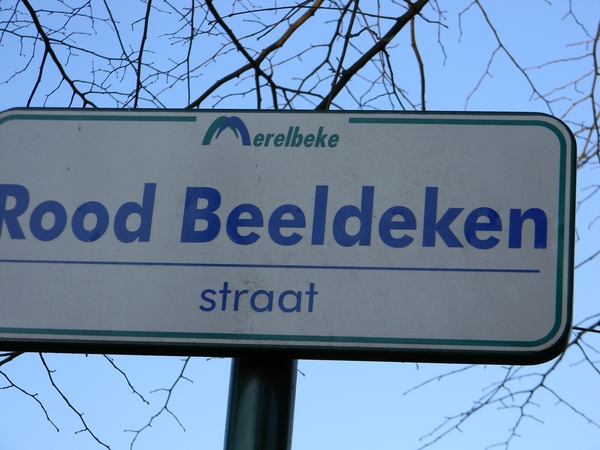 Merelbeke
Rood Beeldeken
straat